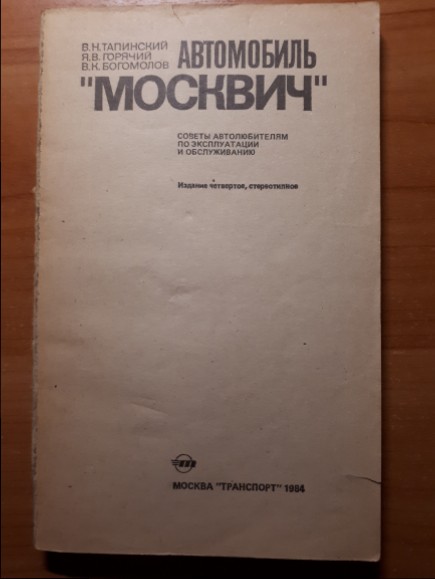 В.Н.ТАПИНСКИЙ
Я.В.ГОРЯЧИЙ
В.К.БОГОМОЛОВ
АВТОМОБИЛЬ
"МОСКВИЧ"
СОВЕТЫ АВТОЛЮБИТЕЛЯМ
ПО ЭКСПЛУАТАЦИИ
И ОБСЛУЖИВАНИЮ
Издание четвертое, стереотипное
МОСКВА "ТРАНСПОРТ" 1984